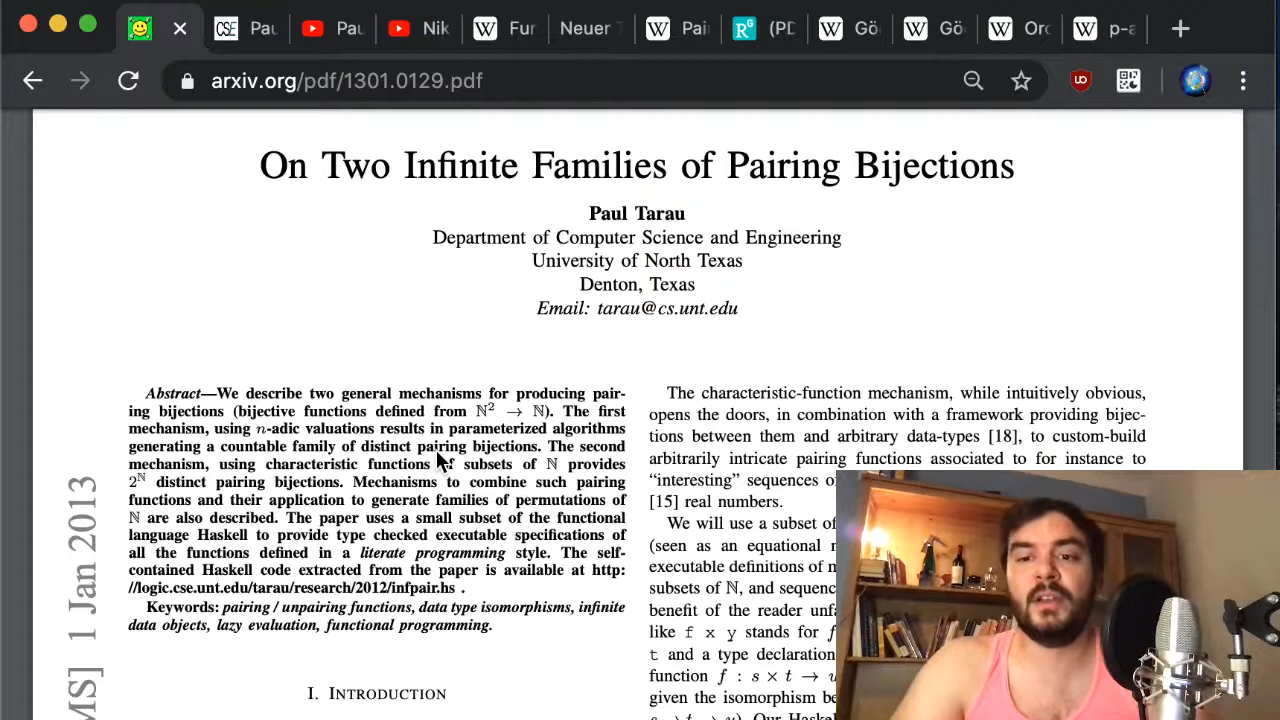 Pau
Pau
Nik
Fur
Neuer T
Pai
(PD
Gö
Gö
Orc
p-a
arxiv.org/pdf/1301.0129.pdf
On Two Infinite Families of Pairing Bijections
Paul Tarau
Department of Computer Science and Engineering
University of North Texas
Denton, Texas
Email: tarau@cs.unt.edu
Abstract—We describe two general mechanisms for producing pair-
ing bijections (bijective functions defined from ℕ² → ℕ). The first
mechanism, using n-adic valuations results in parameterized algorithms
generating a countable family of distinct pairing bijections. The second
mechanism, using characteristic functions of subsets of ℕ provides
2^ℕ distinct pairing bijections. Mechanisms to combine such pairing
functions and their application to generate families of permutations of
ℕ are also described. The paper uses a small subset of the functional
language Haskell to provide type checked executable specifications of
all the functions defined in a literate programming style. The self-
contained Haskell code extracted from the paper is available at http:
//logic.cse.unt.edu/tarau/research/2012/infpair.hs .
Keywords: pairing / unpairing functions, data type isomorphisms, infinite
data objects, lazy evaluation, functional programming.
I. INTRODUCTION
The characteristic-function mechanism, while intuitively obvious,
opens the doors, in combination with a framework providing bijec-
tions between them and arbitrary data-types [18], to custom-build
arbitrarily intricate pairing functions associated to for instance to
"interesting" sequences o
[15] real numbers.
We will use a subset of
(seen as an equational
executable definitions of
subsets of ℕ, and sequenc
benefit of the reader unfa
like f x y stands for f
t and a type declaration
function f : s × t → u
given the isomorphism be
MS] 1 Jan 2013
CSE
R G